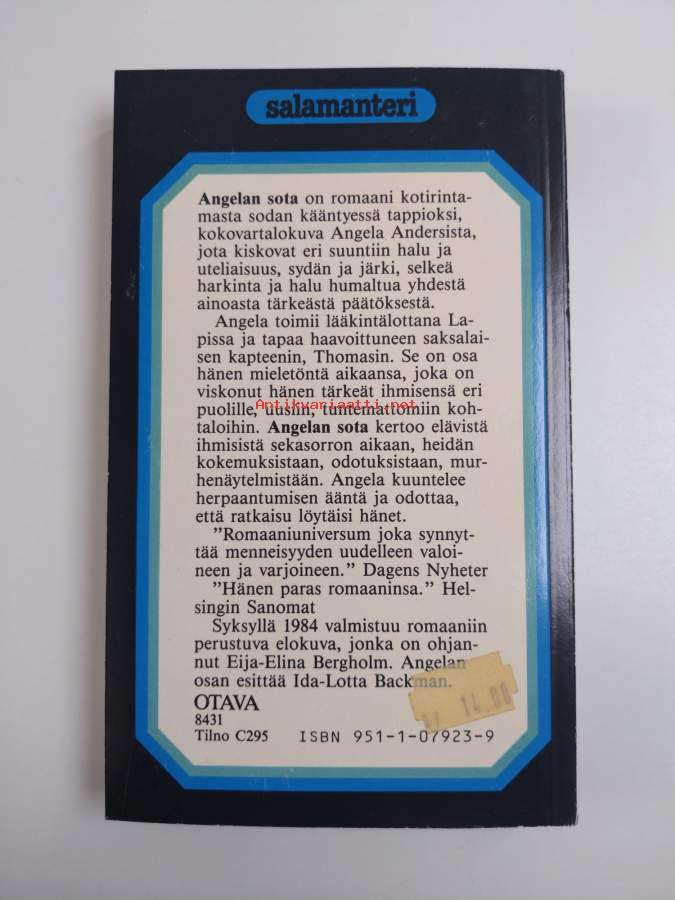 salamanteri
Angelan sota on romaani kotirinta-
masta sodan kääntyessä tappioksi,
kokovartalokuva Angela Andersista,
jota kiskovat eri suuntiin halu ja
uteliaisuus, sydän ja järki, selkeä
harkinta ja halu humaltua yhdestä
ainoasta tärkeästä päätöksestä.
Angela toimii lääkintälottana La-
pissa ja tapaa haavoittuneen saksalai-
sen kapteenin, Thomasin. Se on osa
hänen mieletöntä aikaansa, joka on
viskonut hänen tärkeät ihmisensä eri
puolille, uusiin, tuntemattomiin koh-
Antikvariaatti.net
taloihin. Angelan sota kertoo elävistä
ihmisistä sekasorron aikaan, heidän
kokemuksistaan, odotuksistaan, mur-
henäytelmistään. Angela kuuntelee
herpaantumisen ääntä ja odottaa,
että ratkaisu löytäisi hänet.
"Romaaniuniversum joka synnyt-
tää menneisyyden uudelleen valoi-
neen ja varjoineen." Dagens Nyheter
"Hänen paras romaaninsa." Hel-
singin Sanomat
Syksyllä 1984 valmistuu romaaniin
perustuva elokuva, jonka on ohjan-
nut Eija-Elina Bergholm. Angelan
osan esittää Ida-Lotta Backman.
14.00
OTAVA
8431
Tilno C295 ISBN 951-1-07923-9